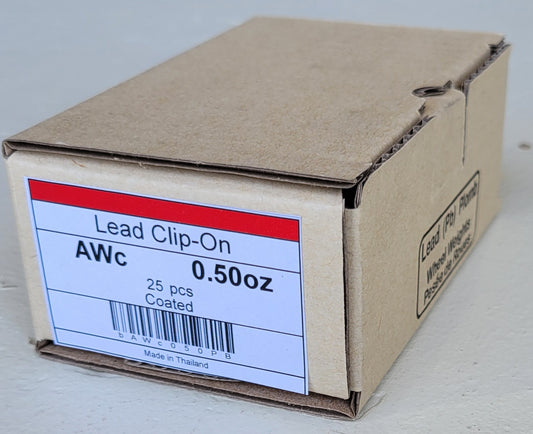 Lead Clip-On
AWc 0.50oz
25 pcs
Coated
bAWc050PB
Made in Thailand
Lead (Pb) Plomb
Wheel Weights